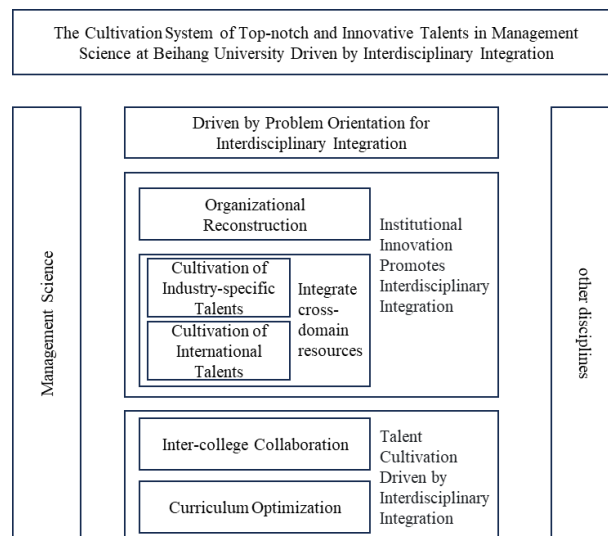 The Cultivation System of Top-notch and Innovative Talents in Management
Science at Beihang University Driven by Interdisciplinary Integration
Management Science
Driven by Problem Orientation for
Interdisciplinary Integration
Organizational
Reconstruction
Cultivation of
Industry-specific
Talents
Cultivation of
International
Talents
Integrate
cross-
domain
resources
Institutional
Innovation
Promotes
Interdisciplinary
Integration
Inter-college Collaboration
Curriculum Optimization
Talent
Cultivation
Driven by
Interdisciplinary
Integration
other disciplines